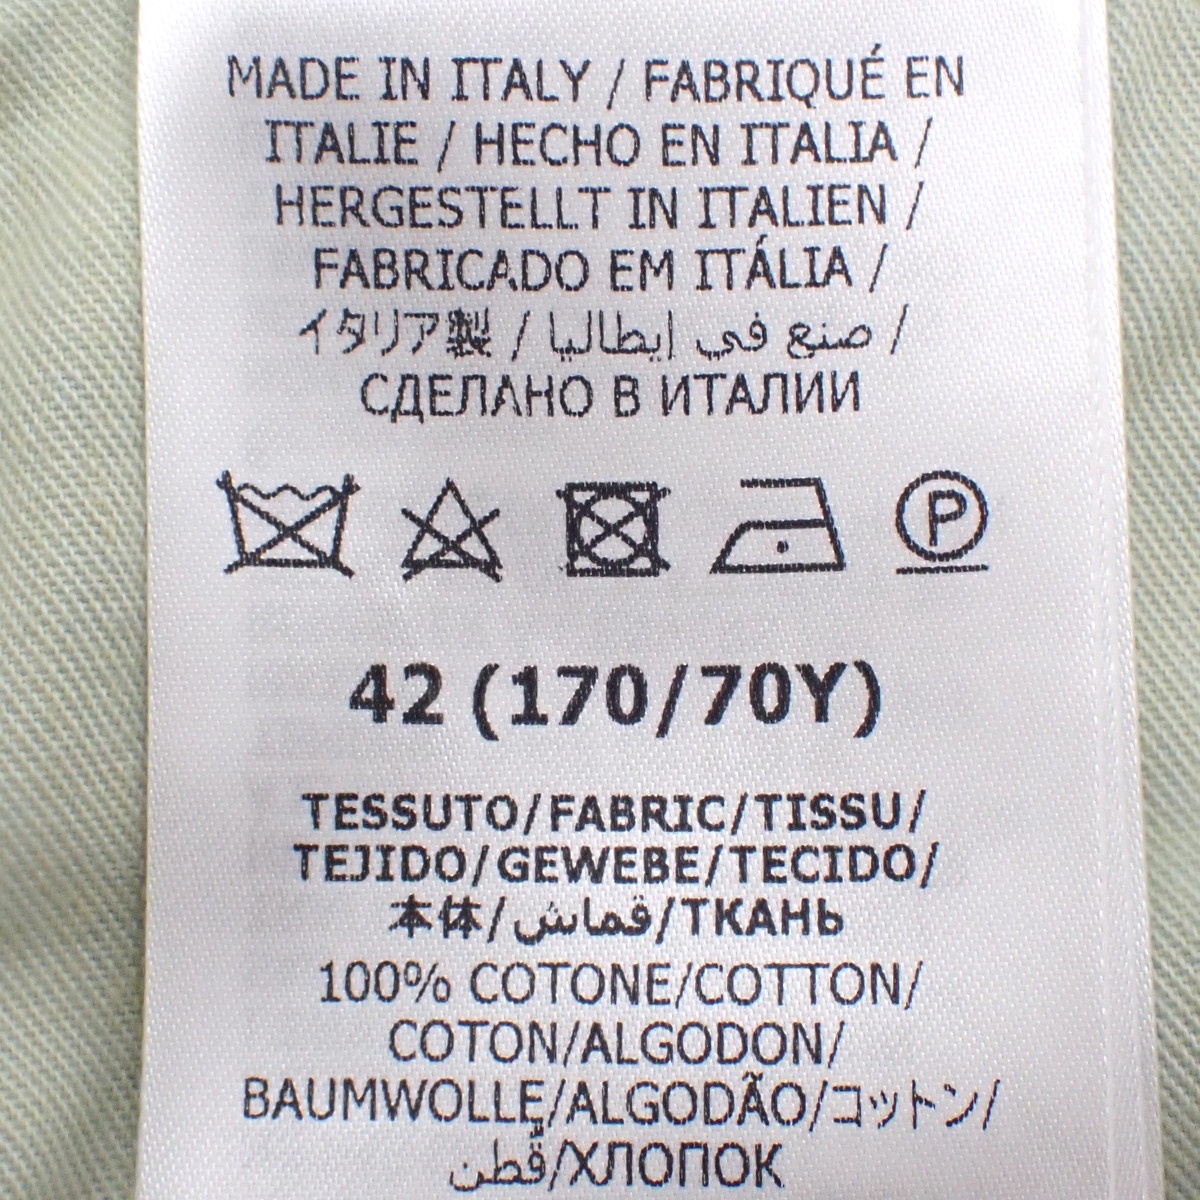 MADE IN ITALY / FABRIQUÉ EN
ITALIE / HECHO EN ITALIA /
HERGESTELLT IN ITALIEN /
FABRICADO EM ITÁLIA /
イタリア製 / صنع في إيطاليا /
СДЕЛАНО В ИТАЛИИ
P
42 (170/70Y)
TESSUTO/FABRIC/TISSU/
TEJIDO/GEWEBE/TECIDO/
本体/قماش/ТКАНЬ
100% COTONE/COTTON/
COTON/ALGODON/
BAUMWOLLE/ALGODÃO/コットン/
قطن/ХЛОПОК